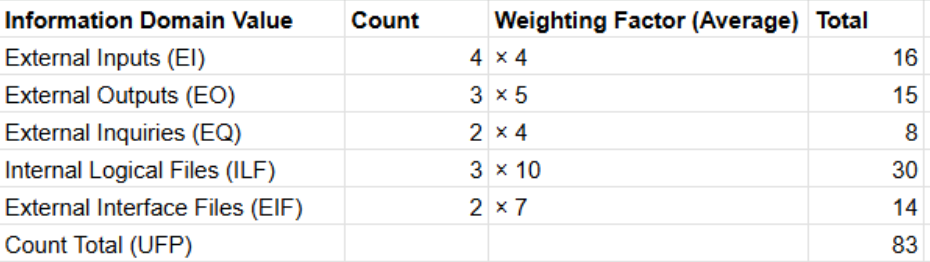 Information Domain Value Count Weighting Factor (Average) Total
External Inputs (EI) 4 × 4 16
External Outputs (EO) 3 × 5 15
External Inquiries (EQ) 2 × 4 8
Internal Logical Files (ILF) 3 × 10 30
External Interface Files (EIF) 2 × 7 14
Count Total (UFP) 83